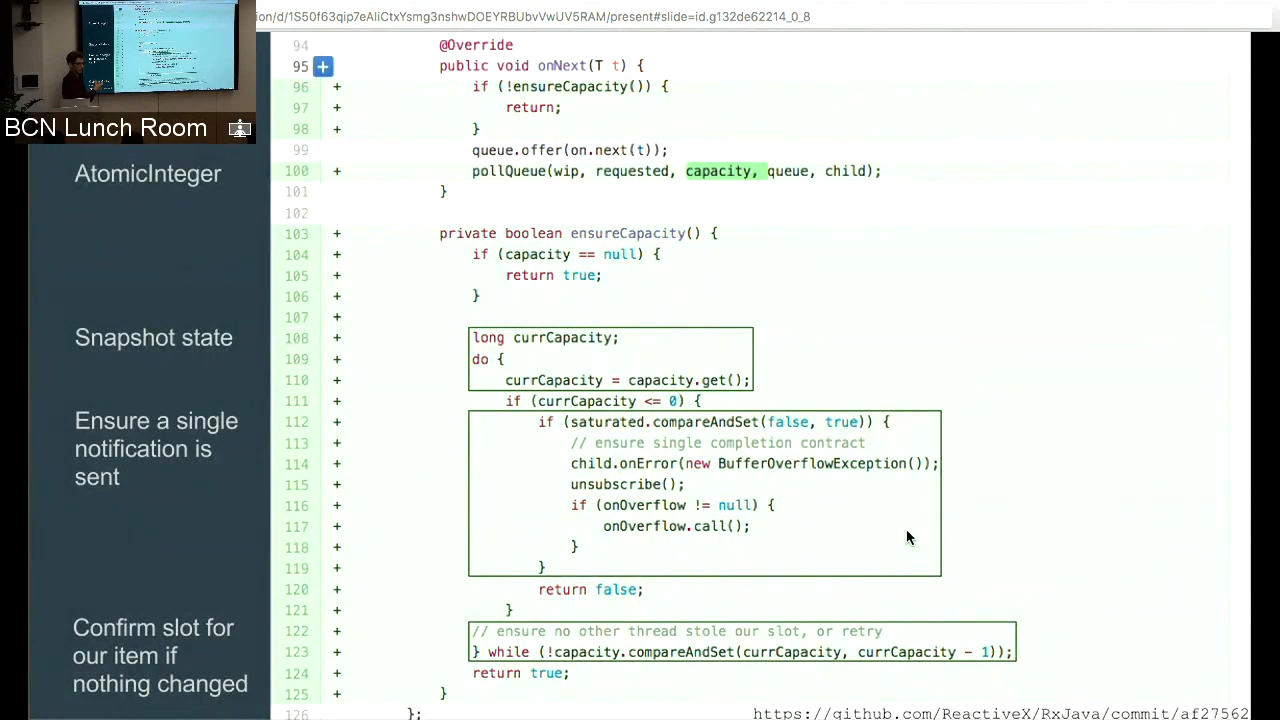 ion/d/1S50f63qip7eAliCtxYsmg3nshwDOEYRBUbvVwUV5RAM/present#slide=id.g132de62214_0_8
BCN Lunch Room
AtomicInteger
Snapshot state
Ensure a single
notification is
sent
Confirm slot for
our item if
nothing changed
94 @Override
95 + public void onNext(T t) {
96 + if (!ensureCapacity()) {
97 + return;
98 + }
99 queue.offer(on.next(t));
100 + pollQueue(wip, requested, capacity, queue, child);
101 }
102
103 + private boolean ensureCapacity() {
104 + if (capacity == null) {
105 + return true;
106 + }
107 +
108 + long currCapacity;
109 + do {
110 + currCapacity = capacity.get();
111 + if (currCapacity <= 0) {
112 + if (saturated.compareAndSet(false, true)) {
113 + // ensure single completion contract
114 + child.onError(new BufferOverflowException());
115 + unsubscribe();
116 + if (onOverflow != null) {
117 + onOverflow.call();
118 + }
119 + }
120 + return false;
121 + }
122 + // ensure no other thread stole our slot, or retry
123 + } while (!capacity.compareAndSet(currCapacity, currCapacity - 1));
124 + return true;
125 + }
126 };
https://github.com/ReactiveX/RxJava/commit/af27562